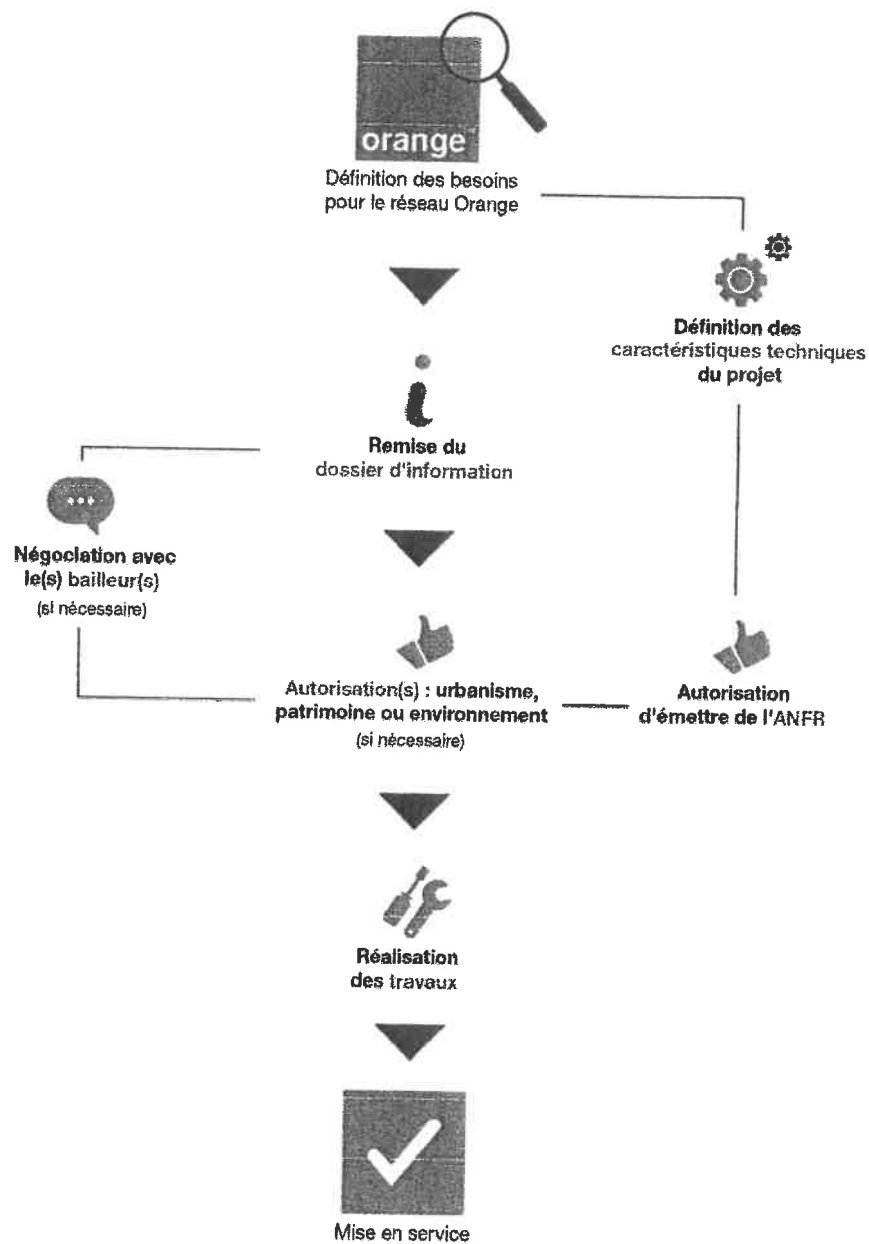 orange™
Définition des besoins
pour le réseau Orange
Définition des
caractéristiques techniques
du projet
i
Remise du
dossier d'information
Négociation avec
le(s) bailleur(s)
(si nécessaire)
Autorisation(s) : urbanisme,
patrimoine ou environnement
(si nécessaire)
Autorisation
d'émettre de l'ANFR
Réalisation
des travaux
Mise en service